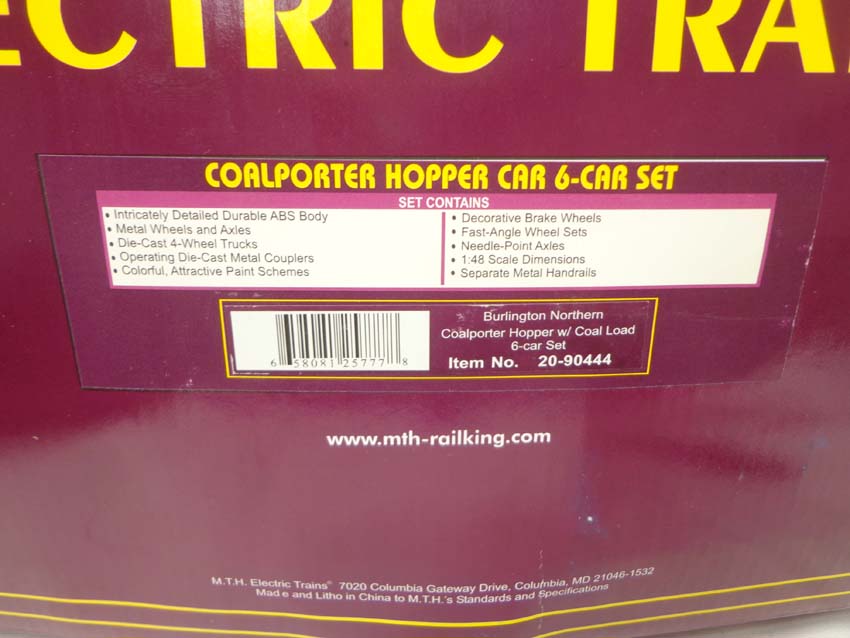 ECTRIC TRA
COALPORTER HOPPER CAR 6-CAR SET
SET CONTAINS
• Intricately Detailed Durable ABS Body
• Metal Wheels and Axles
• Die-Cast 4-Wheel Trucks
• Operating Die-Cast Metal Couplers
• Colorful, Attractive Paint Schemes
• Decorative Brake Wheels
• Fast-Angle Wheel Sets
• Needle-Point Axles
• 1:48 Scale Dimensions
• Separate Metal Handrails
6 58081 25777 8
Burlington Northern
Coalporter Hopper w/ Coal Load
6-car Set
Item No. 20-90444
www.mth-railking.com
M.T.H. Electric Trains® 7020 Columbia Gateway Drive, Columbia, MD 21046-1532
Made and Litho in China to M.T.H.'s Standards and Specifications